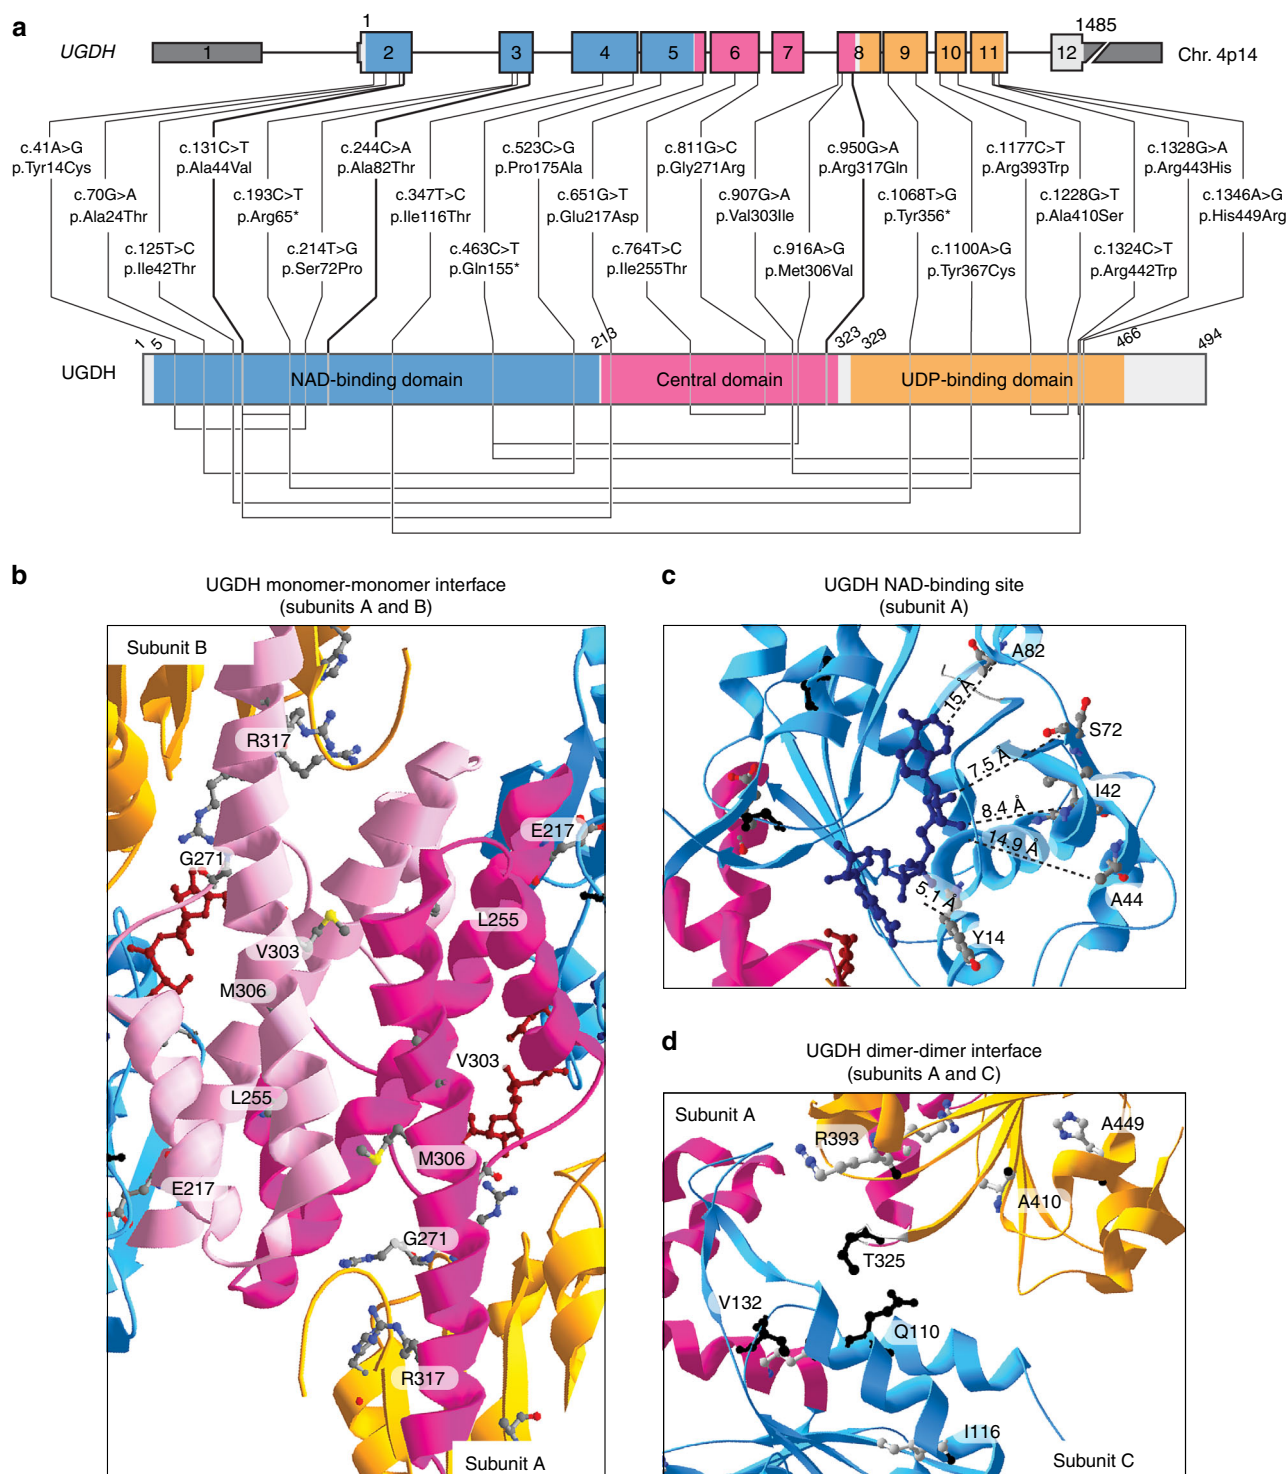 a
UGDH
1
1 2 3 4 5 6 7 8 9 10 11 12
1485
Chr. 4p14
c.41A>G
p.Tyr14Cys
c.70G>A
p.Ala24Thr
c.125T>C
p.Ile42Thr
c.131C>T
p.Ala44Val
c.193C>T
p.Arg65*
c.214T>G
p.Ser72Pro
c.244C>A
p.Ala82Thr
c.347T>C
p.Ile116Thr
c.463C>T
p.Gln155*
c.523C>G
p.Pro175Ala
c.651G>T
p.Glu217Asp
c.764T>C
p.Ile255Thr
c.811G>C
p.Gly271Arg
c.907G>A
p.Val303Ile
c.916A>G
p.Met306Val
c.950G>A
p.Arg317Gln
c.1068T>G
p.Tyr356*
c.1100A>G
p.Tyr367Cys
c.1177C>T
p.Arg393Trp
c.1228G>T
p.Ala410Ser
c.1324C>T
p.Arg442Trp
c.1328G>A
p.Arg443His
c.1346A>G
p.His449Arg
1 5 213 323 329 466 494
UGDH
NAD-binding domain
Central domain
UDP-binding domain
b
UGDH monomer-monomer interface
(subunits A and B)
Subunit B
R317
G271
E217
L255
V303
M306
V303
L255
M306
E217
G271
R317
Subunit A
c
UGDH NAD-binding site
(subunit A)
A82
15 Å
S72
7.5 Å
I42
8.4 Å
14.9 Å
A44
5.1 Å
Y14
d
UGDH dimer-dimer interface
(subunits A and C)
Subunit A
R393
A449
A410
T325
V132
Q110
I116
Subunit C